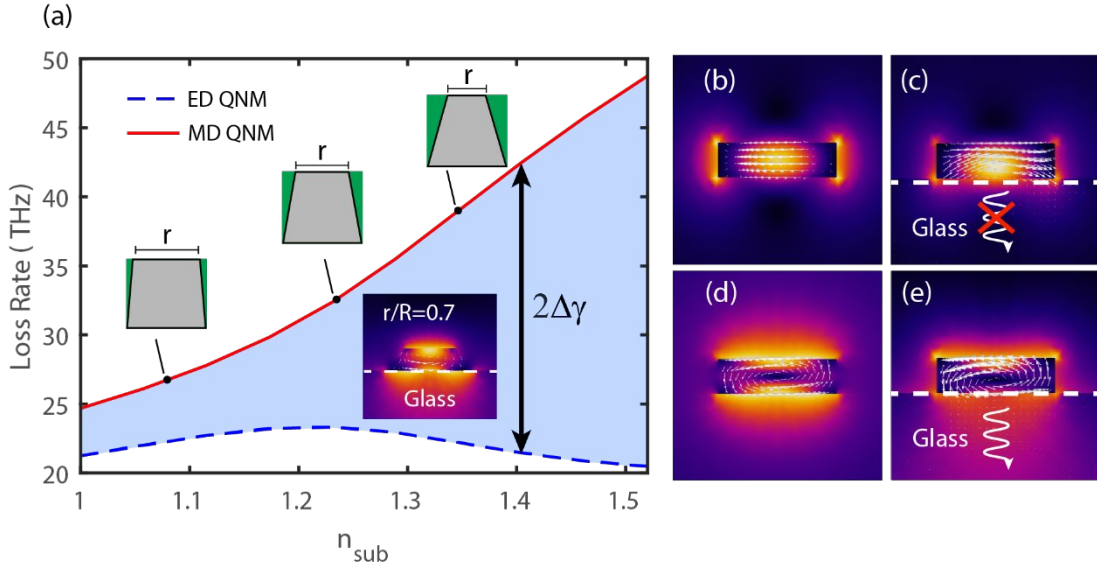 (a)
50
45
40
35
30
25
20
Loss Rate ( THz)
ED QNM
MD QNM
r
r
r
r/R=0.7
Glass
2Δγ
1
1.1
1.2
1.3
1.4
1.5
n_sub
(b)
(c)
Glass
(d)
(e)
Glass